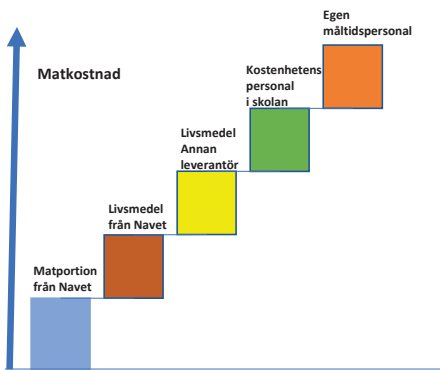 Egen
måltidspersonal
Matkostnad
Kostenhetens
personal
i skolan
Livsmedel
Annan
leverantör
Livsmedel
från Navet
Matportion
från Navet